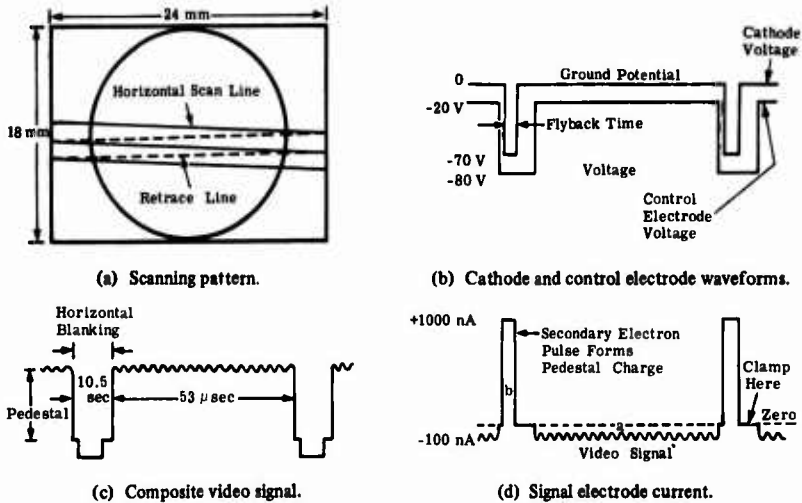 24 mm
18 mm
Horizontal Scan Line
Retrace Line
(a) Scanning pattern.
Cathode
Voltage
0
Ground Potential
-20 V
Flyback Time
-70 V
-80 V
Voltage
Control
Electrode
Voltage
(b) Cathode and control electrode waveforms.
Horizontal
Blanking
10.5
sec
53 μsec
Pedestal
(c) Composite video signal.
+1000 nA
Secondary Electron
Pulse Forms
Pedestal Charge
b
Clamp
Here
Zero
a
-100 nA
Video Signal
(d) Signal electrode current.